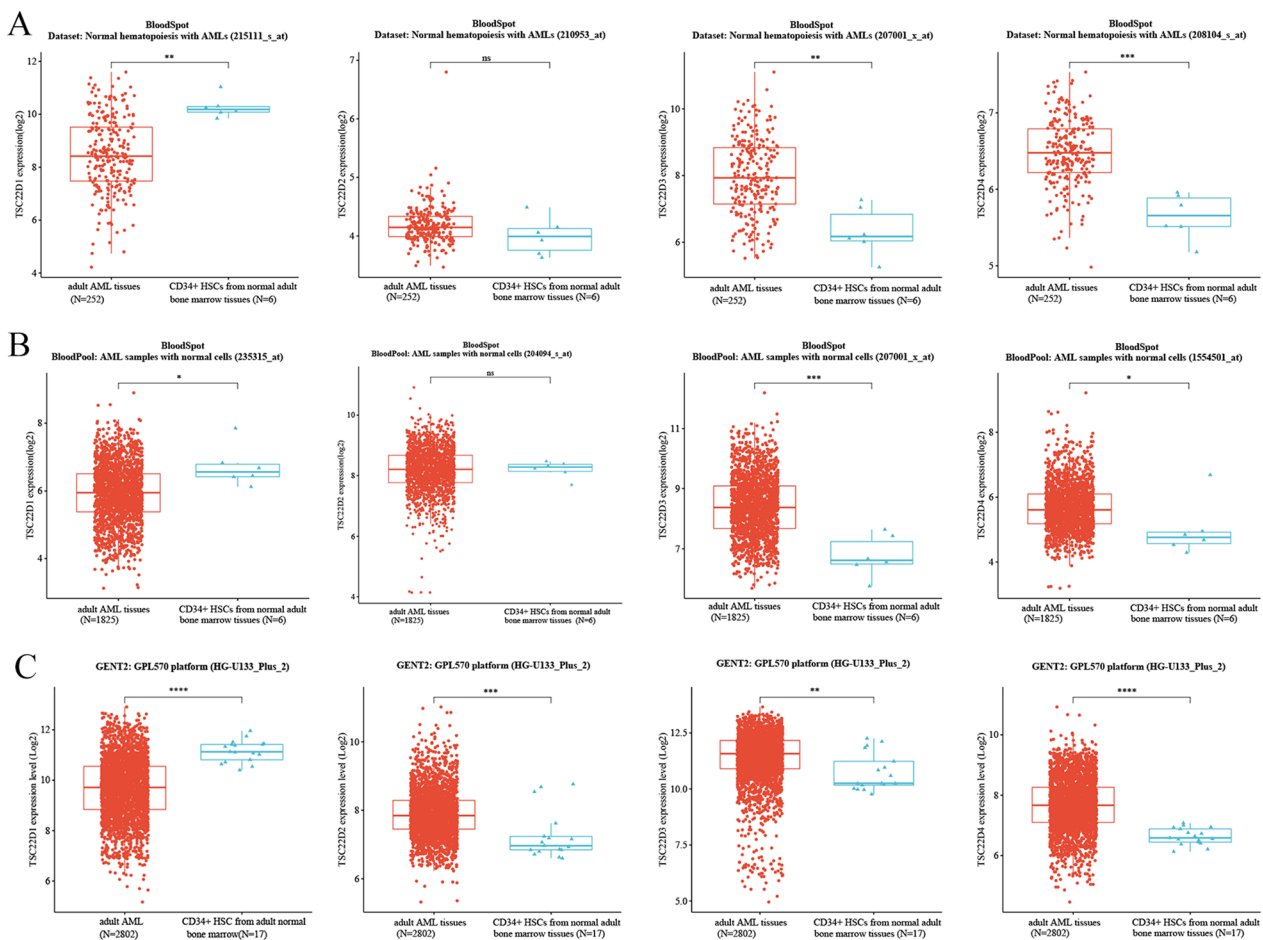 A
BloodSpot
Dataset: Normal hematopoiesis with AMLs (215111_s_at)
**
TSC22D1 expression(log2)
12
10
8
6
4
adult AML tissues
(N=252)
CD34+ HSCs from normal adult
bone marrow tissues (N=6)
BloodSpot
Dataset: Normal hematopoiesis with AMLs (210953_at)
ns
TSC22D2 expression(log2)
7
5
4
adult AML tissues
(N=252)
CD34+ HSCs from normal adult
bone marrow tissues (N=6)
BloodSpot
Dataset: Normal hematopoiesis with AMLs (207001_x_at)
**
TSC22D3 expression(log2)
10
8
6
adult AML tissues
(N=252)
CD34+ HSCs from normal adult
bone marrow tissues (N=6)
BloodSpot
Dataset: Normal hematopoiesis with AMLs (208104_s_at)
***
TSC22D4 expression(log2)
7
6
5
adult AML tissues
(N=252)
CD34+ HSCs from normal adult
bone marrow tissues (N=6)
B
BloodSpot
BloodPool: AML samples with normal cells (235315_at)
*
TSC22D1 expression(log2)
8
6
4
adult AML tissues
(N=1825)
CD34+ HSCs from normal adult
bone marrow tissues (N=6)
BloodSpot
BloodPool: AML samples with normal cells (204094_s_at)
ns
TSC22D2 expression(log2)
10
8
6
4
adult AML tissues
(N=1825)
CD34+ HSCs from normal adult
bone marrow tissues (N=6)
BloodSpot
BloodPool: AML samples with normal cells (207001_x_at)
***
TSC22D3 expression(log2)
11
9
7
adult AML tissues
(N=1825)
CD34+ HSCs from normal adult
bone marrow tissues (N=6)
BloodSpot
BloodPool: AML samples with normal cells (1554501_at)
*
TSC22D4 expression(log2)
8
6
4
adult AML tissues
(N=1825)
CD34+ HSCs from normal adult
bone marrow tissues (N=6)
C
GENT2: GPL570 platform (HG-U133_Plus_2)
****
TSC22D1 expression level (Log2)
12
10
8
6
adult AML
(N=2802)
CD34+ HSC from adult normal
bone marrow(N=17)
GENT2: GPL570 platform (HG-U133_Plus_2)
***
TSC22D2 expression level (Log2)
10
8
6
adult AML tissues
(N=2802)
CD34+ HSCs from normal adult
bone marrow tissues (N=17)
GENT2: GPL570 platform (HG-U133_Plus_2)
**
TSC22D3 expression level (Log2)
12.5
10.0
7.5
5.0
adult AML tissues
(N=2802)
CD34+ HSCs from normal adult
bone marrow tissues (N=17)
GENT2: GPL570 platform (HG-U133_Plus_2)
****
TSC22D4 expression level (Log2)
10
8
6
adult AML tissues
(N=2802)
CD34+ HSCs from normal adult
bone marrow tissues (N=17)